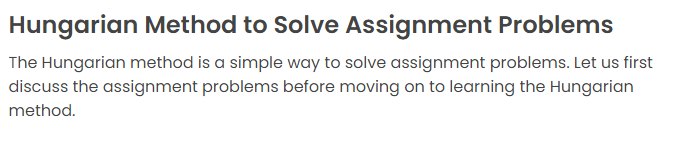 Hungarian Method to Solve Assignment Problems
The Hungarian method is a simple way to solve assignment problems. Let us first
discuss the assignment problems before moving on to learning the Hungarian
method.